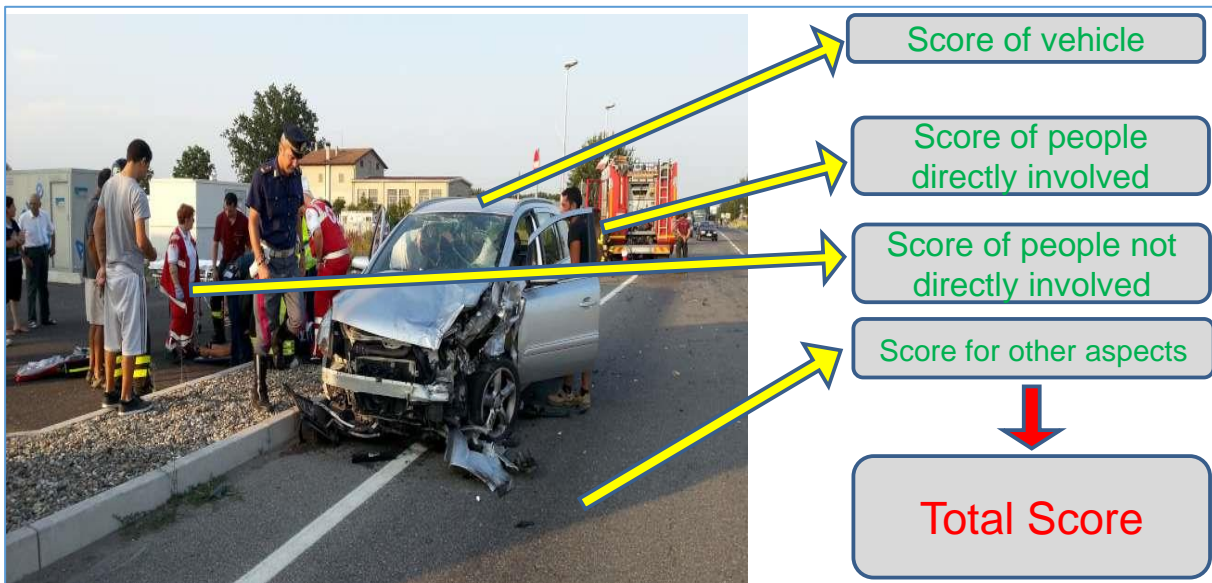 Score of vehicle
Score of people
directly involved
Score of people not
directly involved
Score for other aspects
Total Score